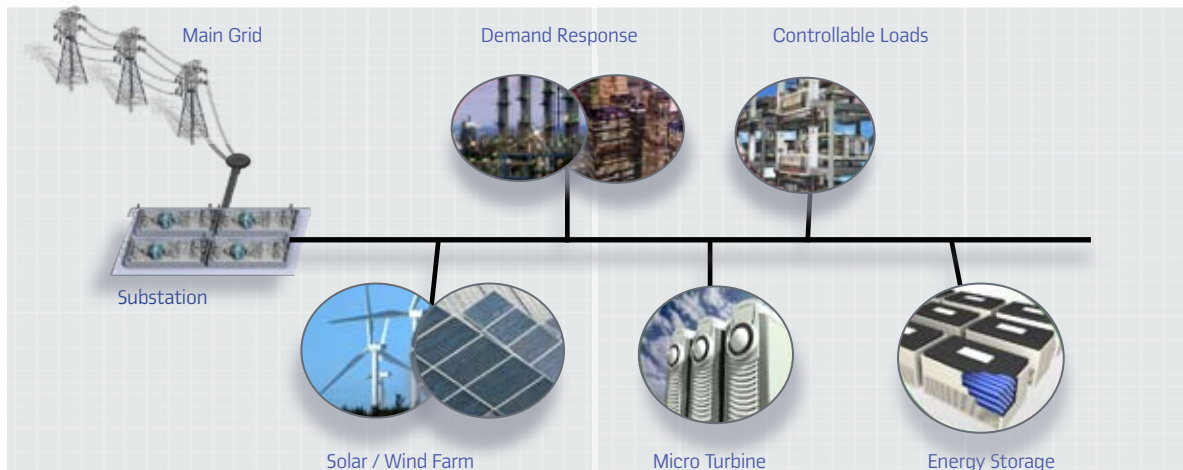 Main Grid
Demand Response
Controllable Loads
Substation
Solar / Wind Farm
Micro Turbine
Energy Storage